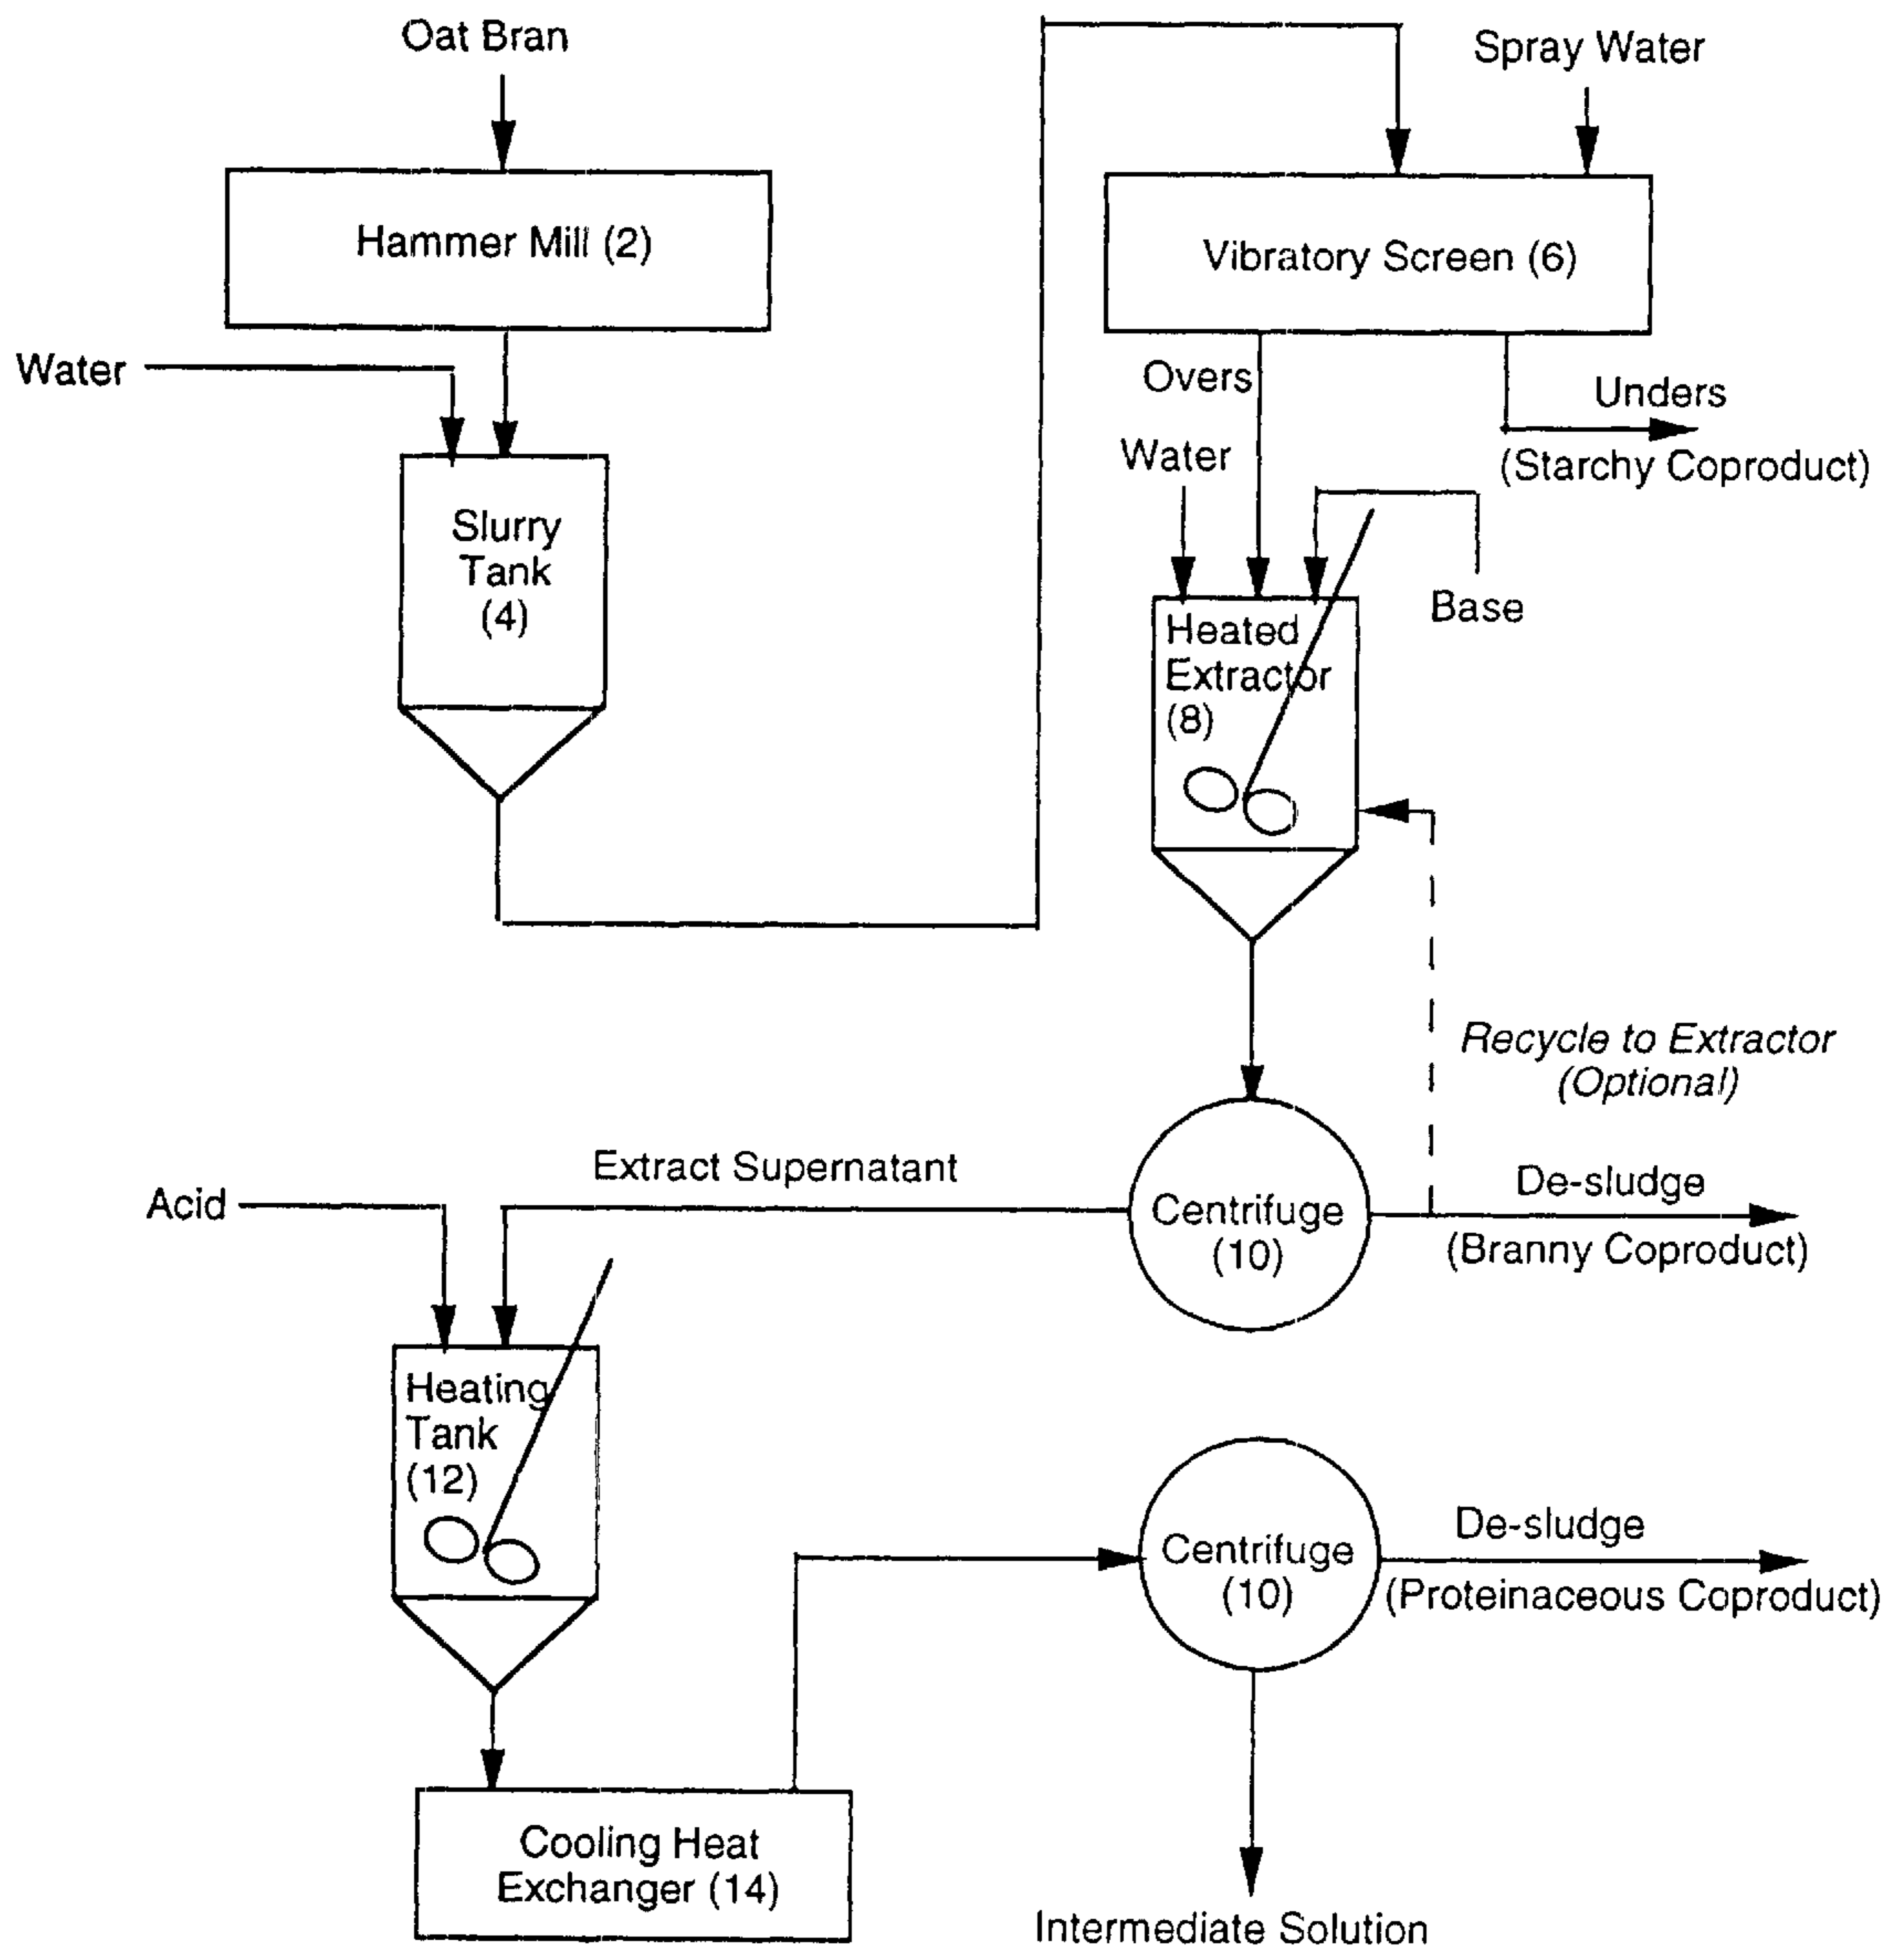 Oat Bran
Spray Water
Hammer Mill (2)
Vibratory Screen (6)
Water
Overs
Unders
(Starchy Coproduct)
Water
Slurry
Tank
(4)
Base
Heated
Extractor
(8)
Recycle to Extractor
(Optional)
Extract Supernatant
Acid
Centrifuge
(10)
De-sludge
(Branny Coproduct)
Heating
Tank
(12)
Centrifuge
(10)
De-sludge
(Proteinaceous Coproduct)
Cooling Heat
Exchanger (14)
Intermediate Solution